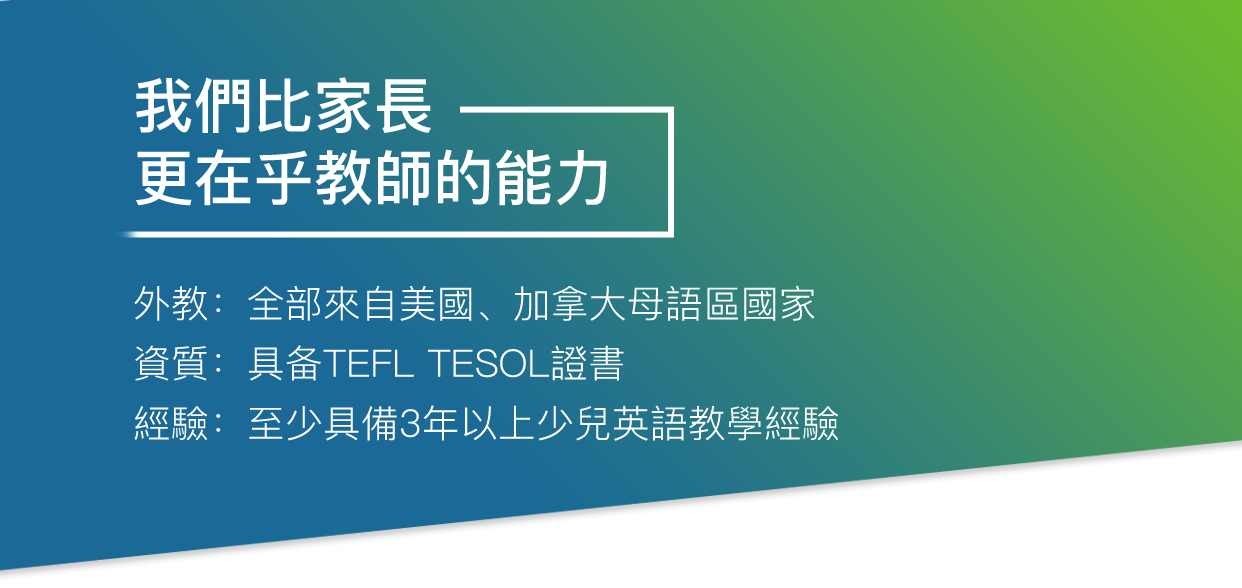 我們比家長
更在乎教師的能力
外教：全部來自美國、加拿大母語區國家
資質：具备TEFL TESOL證書
經驗：至少具備3年以上少兒英語教學經驗